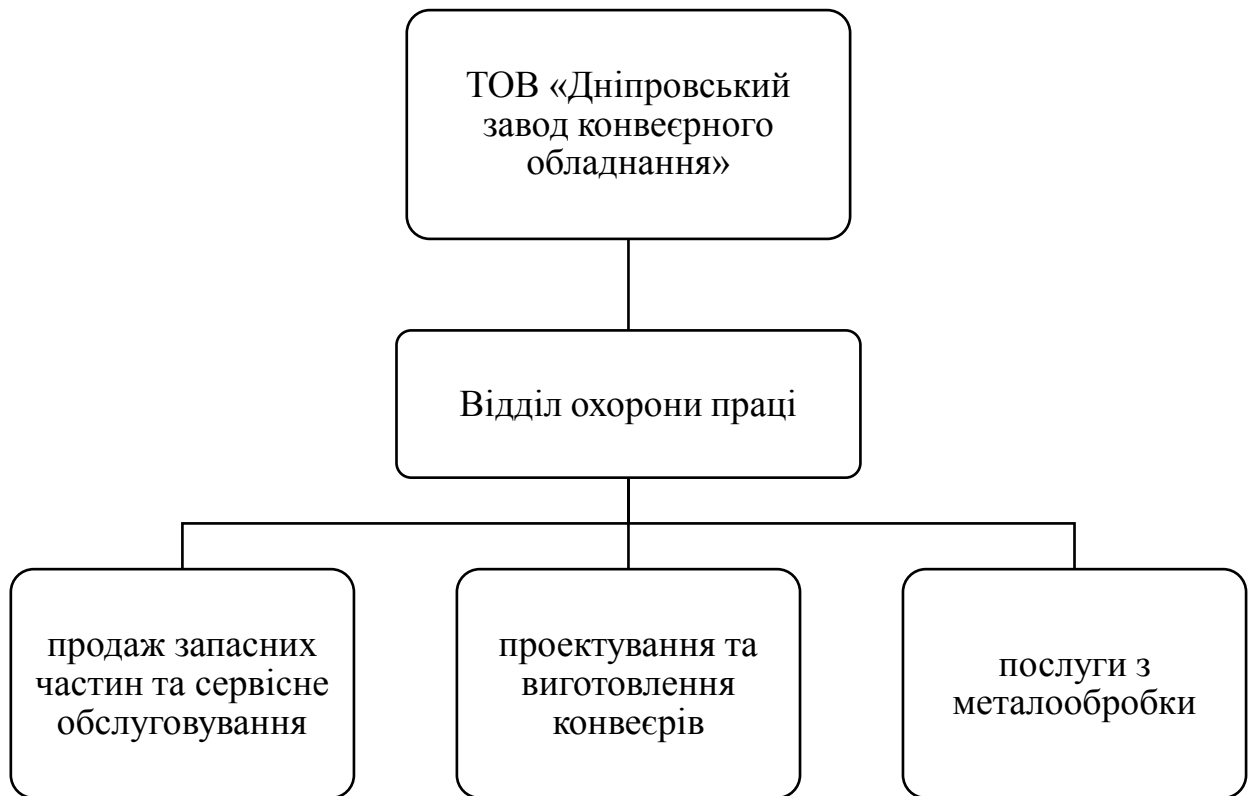 ТОВ «Дніпровський
завод конвеєрного
обладнання»
Відділ охорони праці
продаж запасних
частин та сервісне
обслуговування
проектування та
виготовлення
конвеєрів
послуги з
металообробки